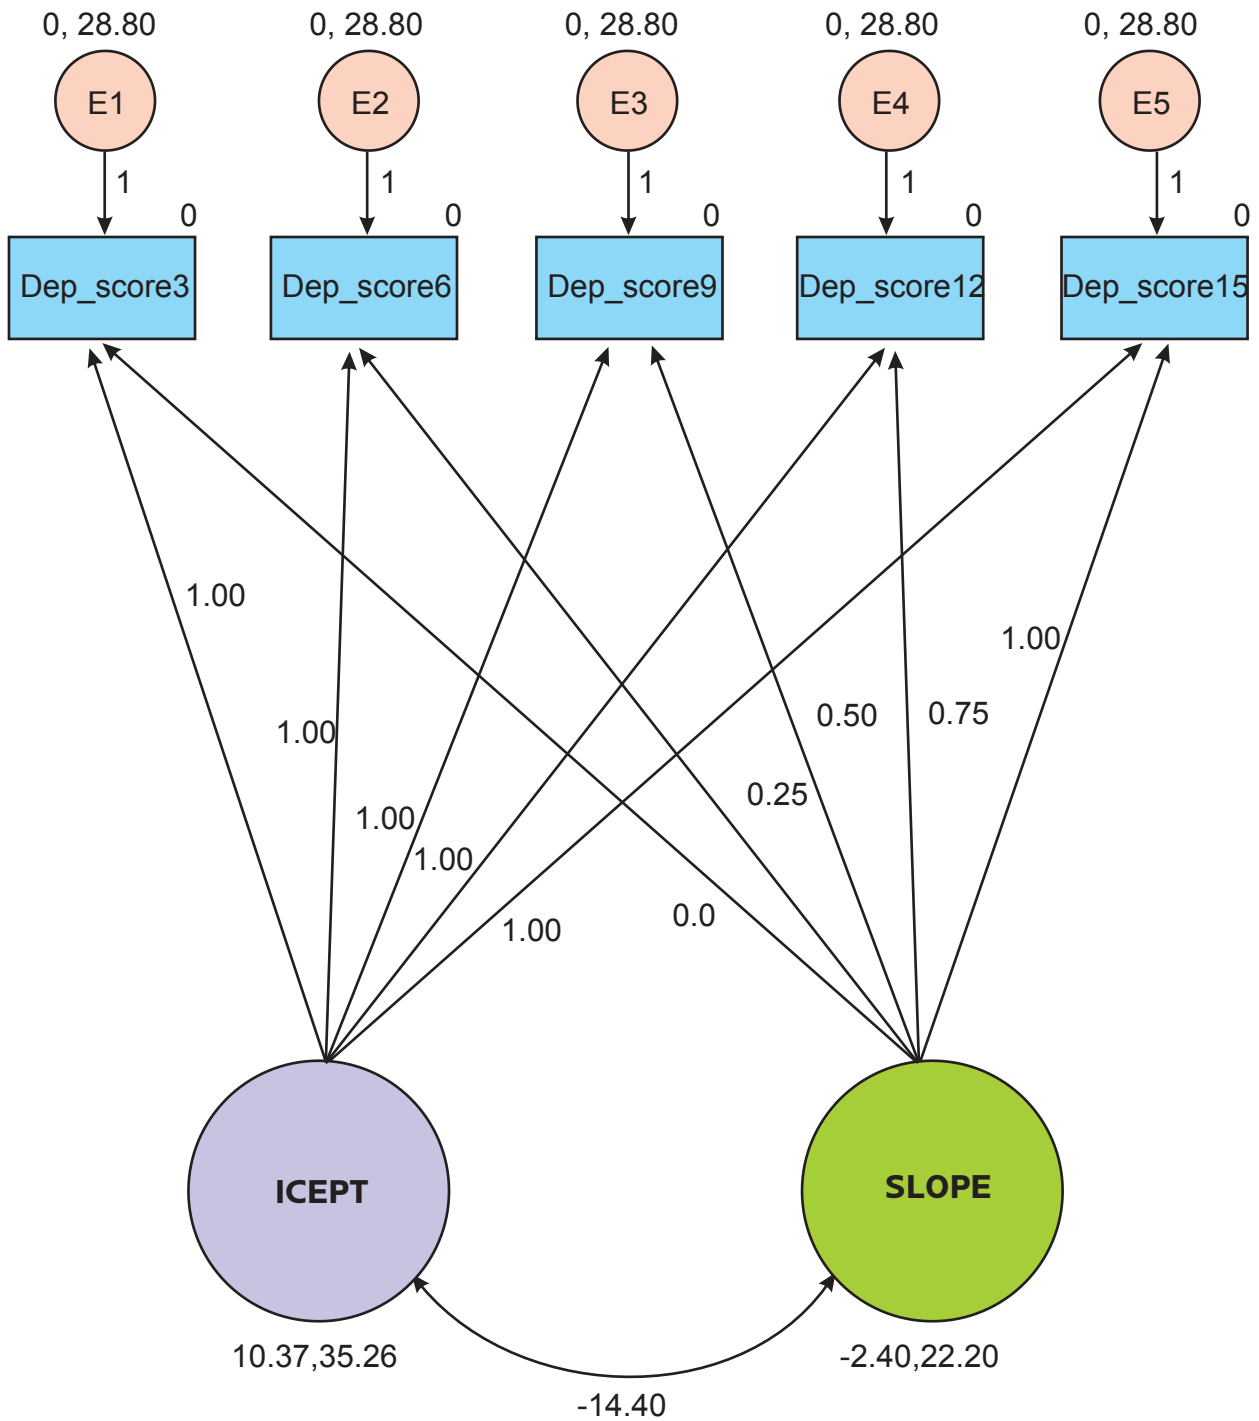 0, 28.80
0, 28.80
0, 28.80
0, 28.80
0, 28.80
E1
E2
E3
E4
E5
1
1
1
1
1
0
0
0
0
0
Dep_score3
Dep_score6
Dep_score9
Dep_score12
Dep_score15
1.00
1.00
0.50
0.75
1.00
0.25
1.00
1.00
0.0
1.00
ICEPT
SLOPE
10.37,35.26
-2.40,22.20
-14.40